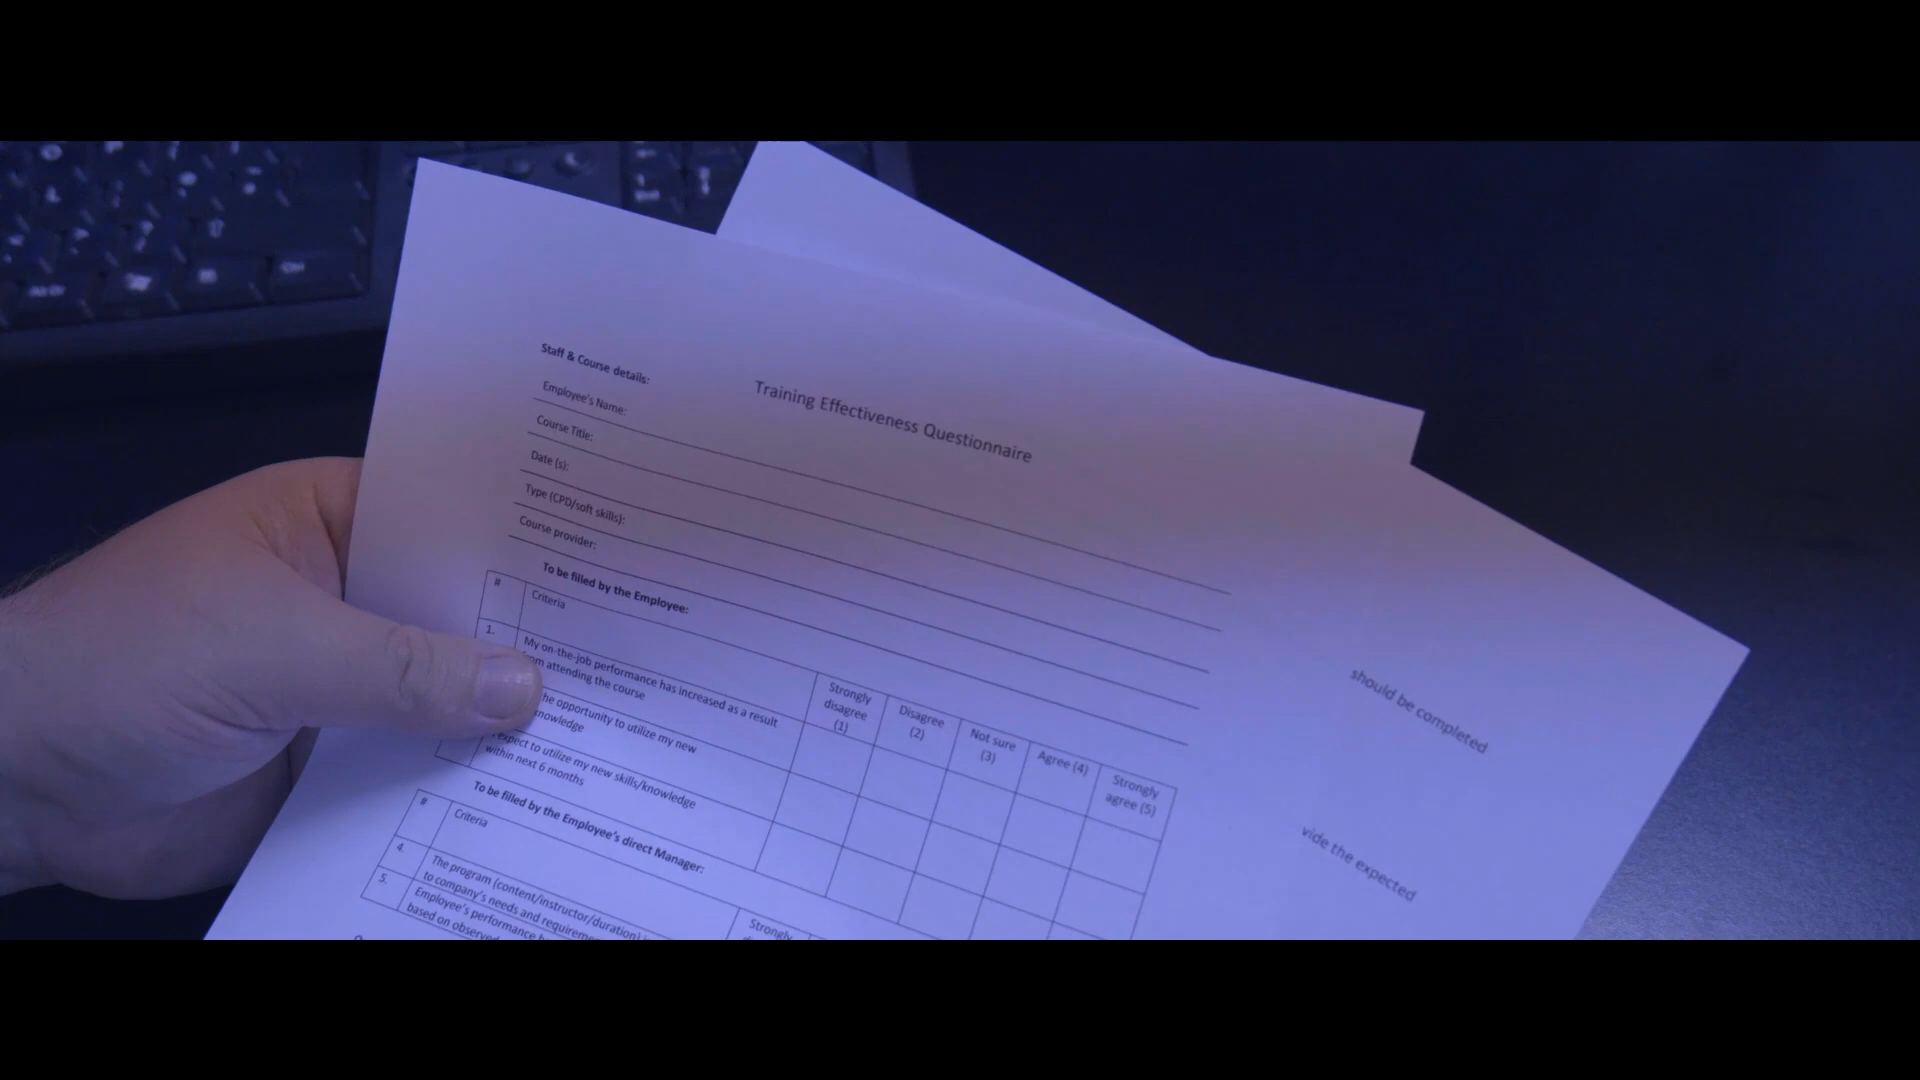 Training Effectiveness Questionnaire
Staff & Course details:
Employee's Name:
Course Title:
Date (s):
Type (CPD/soft skills):
Course provider:
To be filled by the Employee:
# Criteria Strongly disagree (1) Disagree (2) Not sure (3) Agree (4) Strongly agree (5)
1. My on-the-job performance has increased as a result
from attending the course
opportunity to utilize my new
knowledge
expect to utilize my new skills/knowledge
within next 6 months
To be filled by the Employee's direct Manager:
# Criteria Strongly
4. The program (content/instructor/duration)
to company's needs and
5. Employee's performance
based on
should be completed
vide the expected
Ctrl